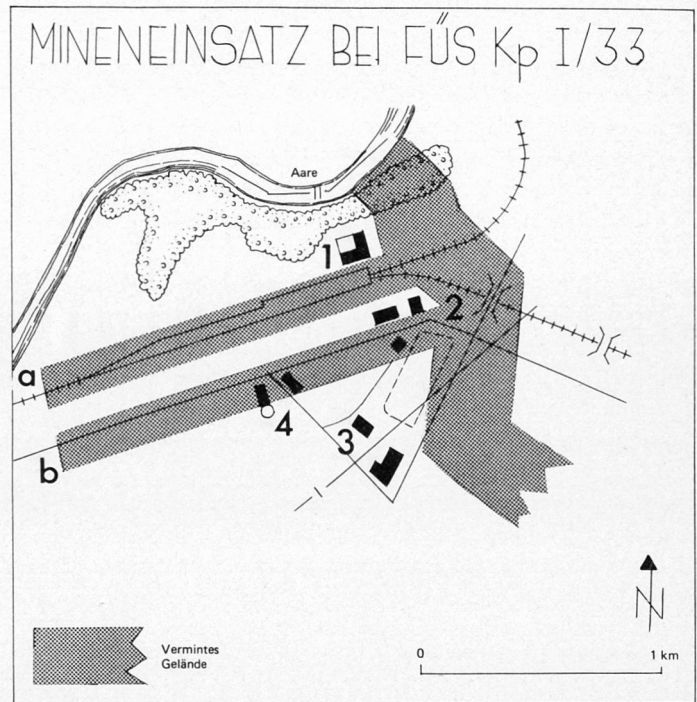 MINENEINSATZ BEI FÜS Kp I/33
Aare
1
2
a
4
3
b
N
Vermintes
Gelände
0 1 km